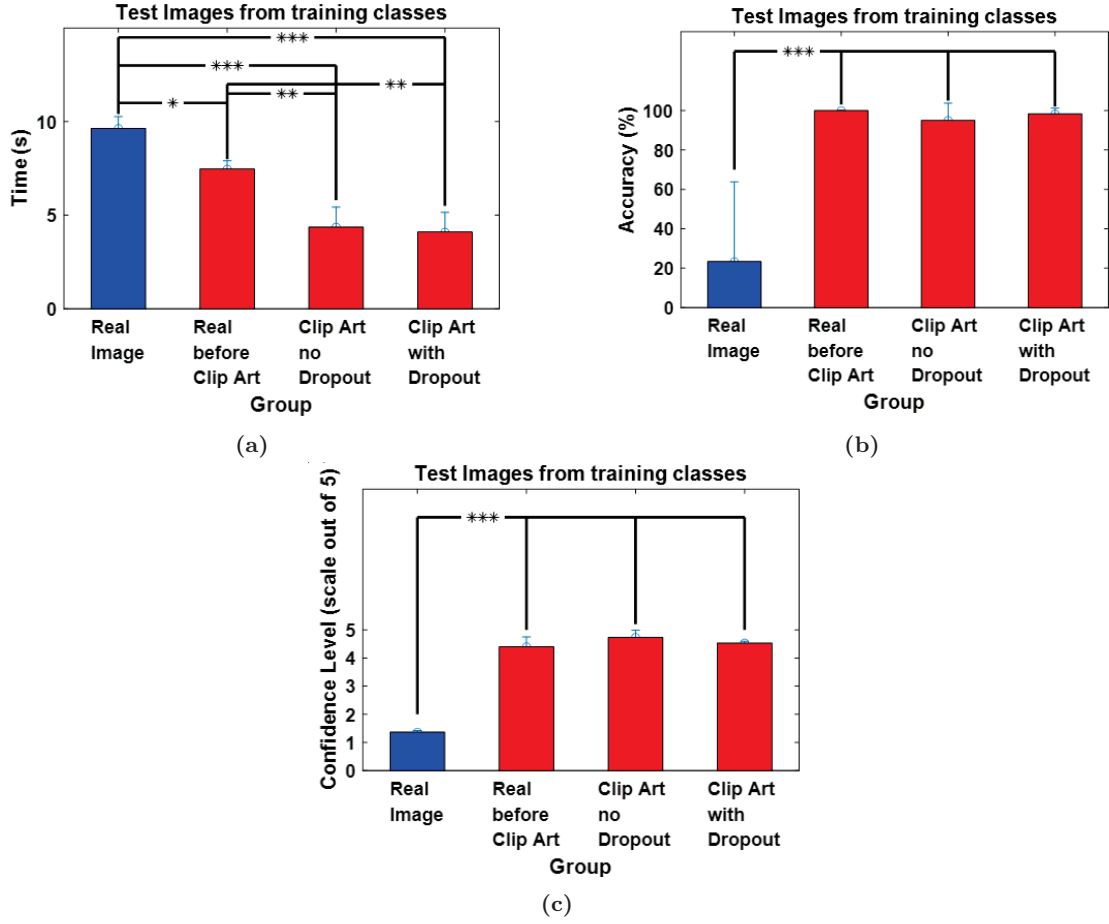 Test Images from training classes
***
***
**
*
**
10
5
0
Time (s)
Real Image
Real before Clip Art
Clip Art no Dropout
Clip Art with Dropout
Group
(a)
Test Images from training classes
***
100
80
60
40
20
0
Accuracy (%)
Real Image
Real before Clip Art
Clip Art no Dropout
Clip Art with Dropout
Group
(b)
Test Images from training classes
***
5
4
3
2
1
0
Confidence Level (scale out of 5)
Real Image
Real before Clip Art
Clip Art no Dropout
Clip Art with Dropout
Group
(c)